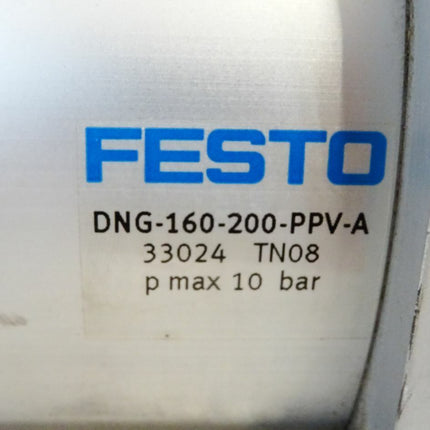 FESTO
DNG-160-200-PPV-A
33024 TN08
p max 10 bar